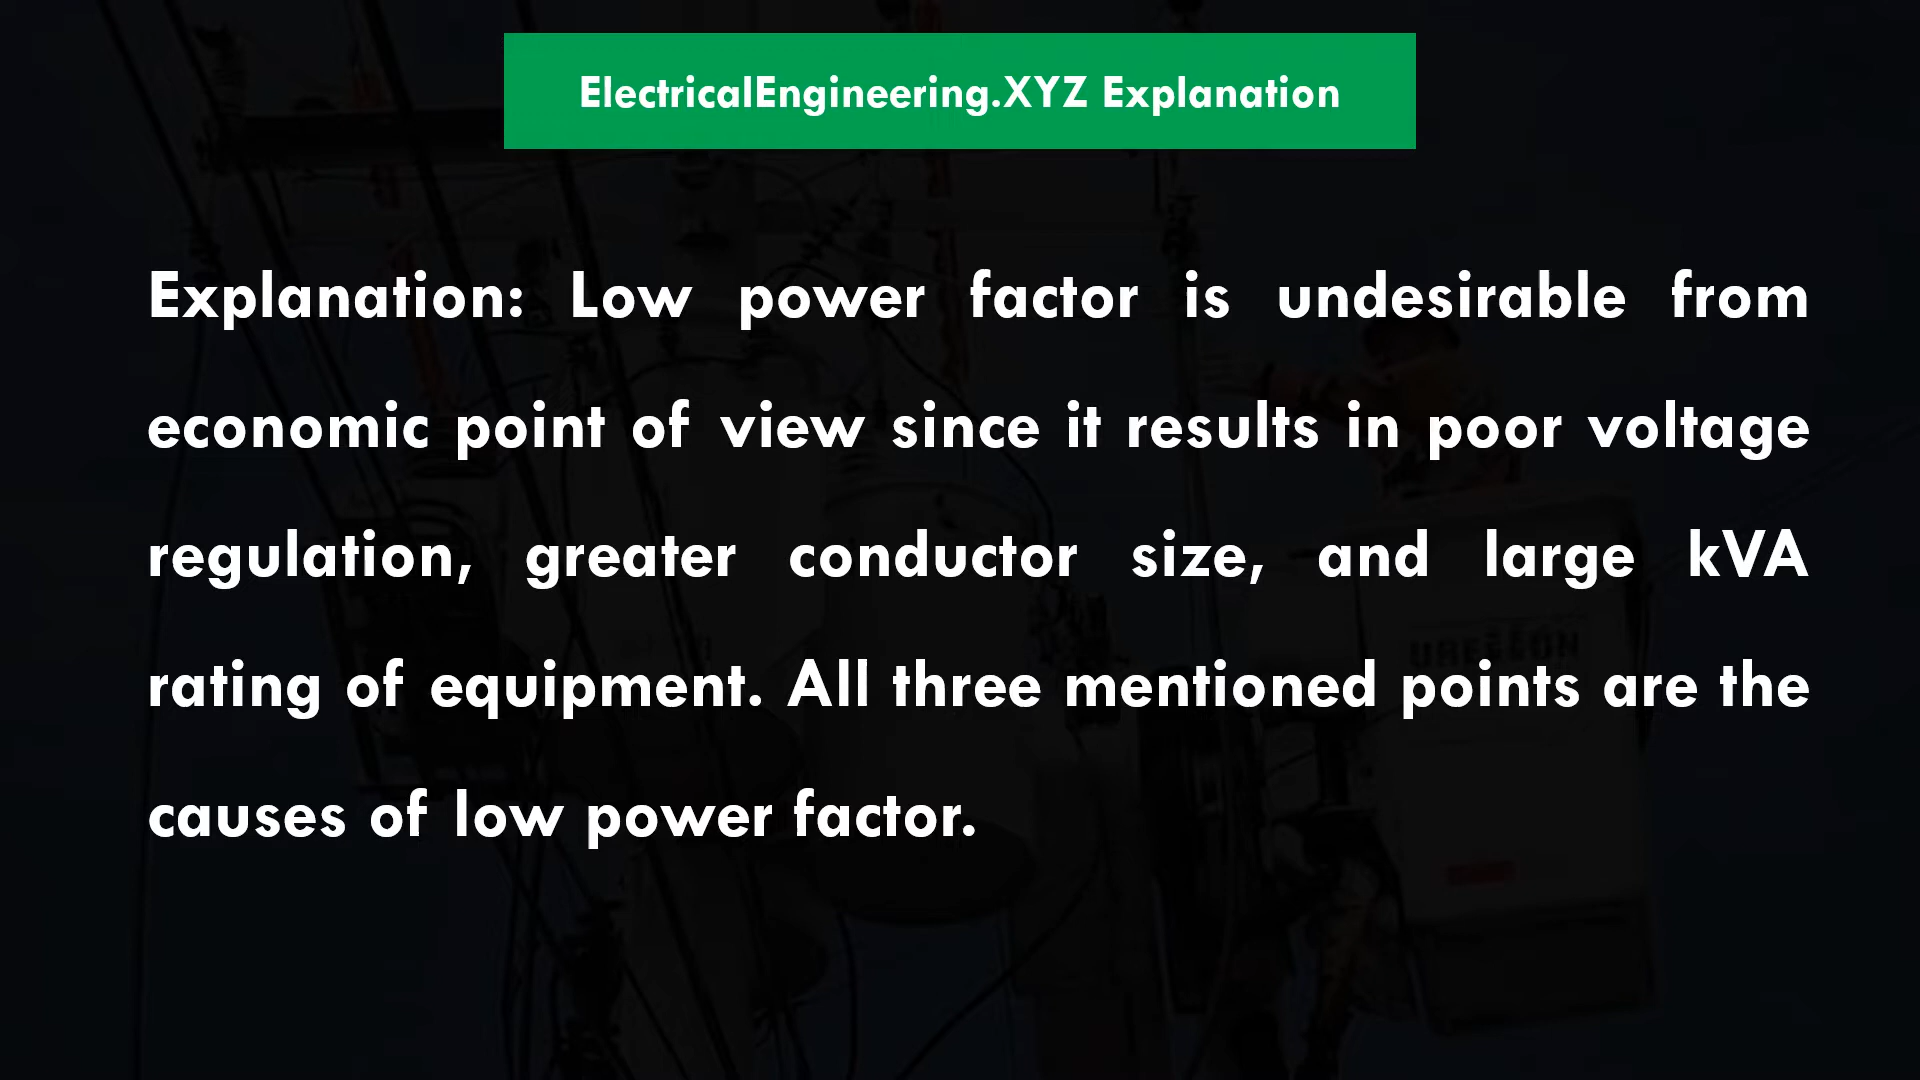 ElectricalEngineering.XYZ Explanation
Explanation: Low power factor is undesirable from
economic point of view since it results in poor voltage
regulation, greater conductor size, and large kVA
rating of equipment. All three mentioned points are the
causes of low power factor.